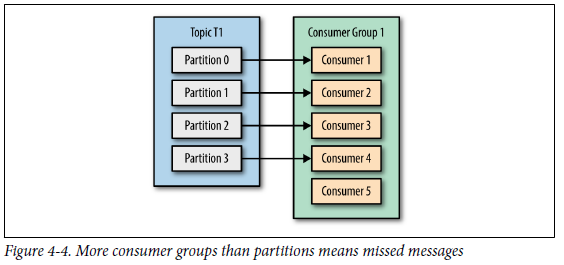 Topic T1
Consumer Group 1
Partition 0
Consumer 1
Partition 1
Consumer 2
Partition 2
Consumer 3
Partition 3
Consumer 4
Consumer 5
Figure 4-4. More consumer groups than partitions means missed messages